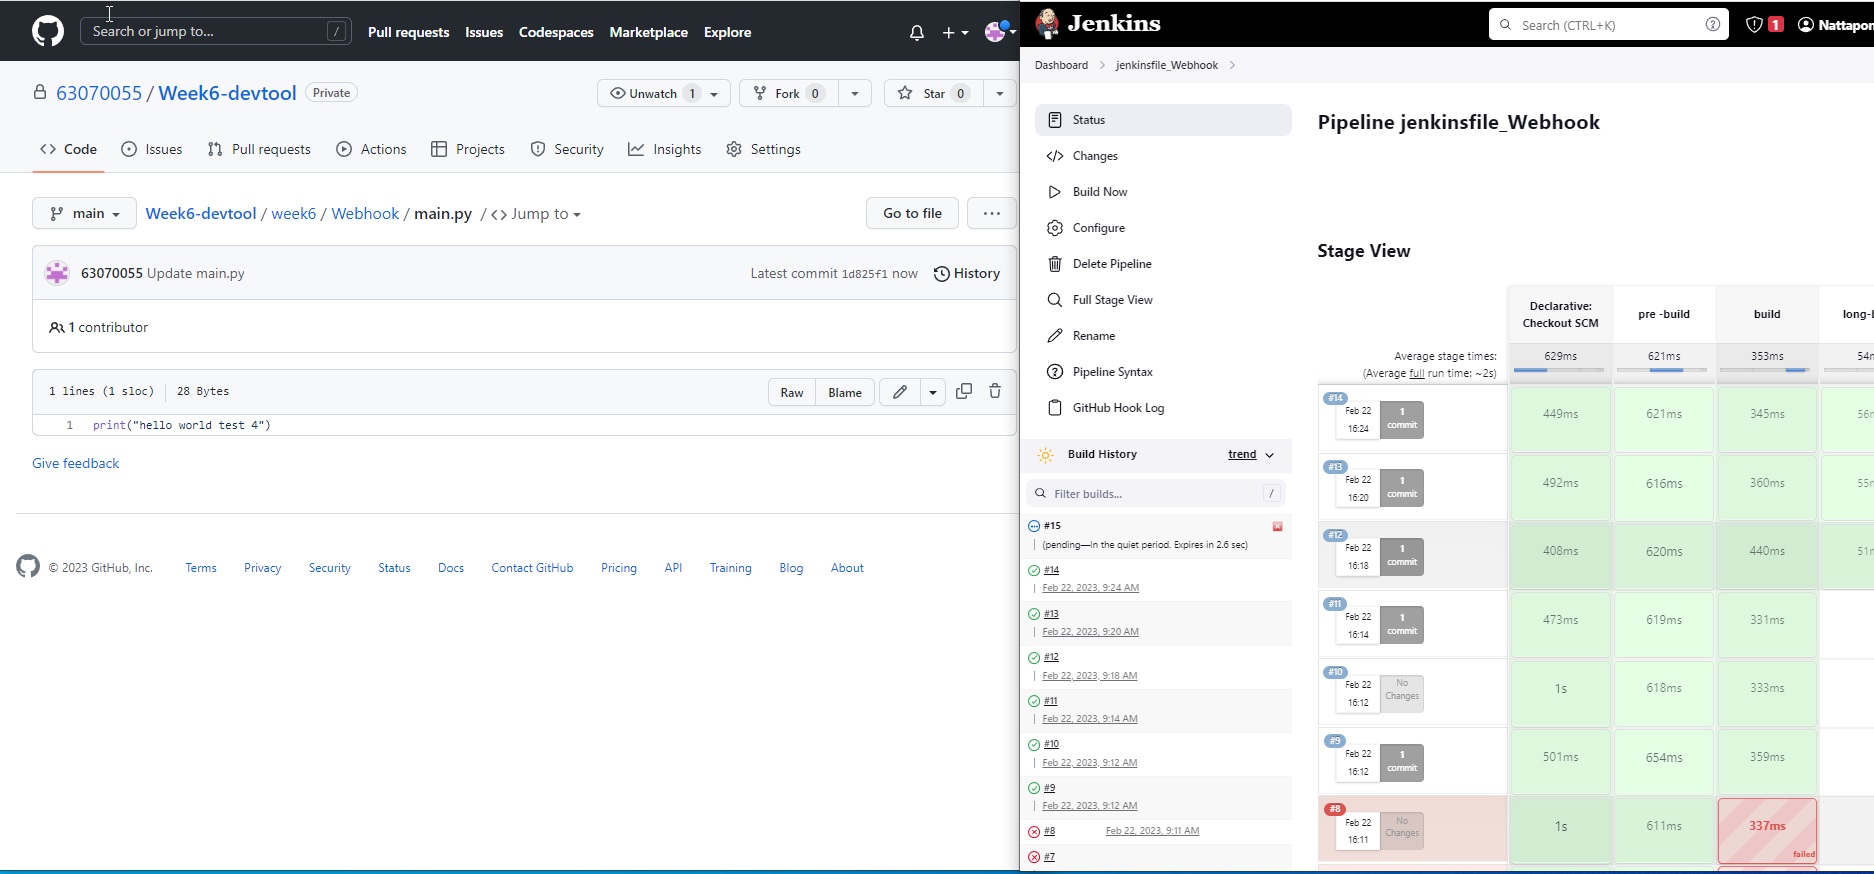 Search or jump to...
/
Pull requests
Issues
Codespaces
Marketplace
Explore
63070055 / Week6-devtool
Private
Unwatch 1
Fork 0
Star 0
Code
Issues
Pull requests
Actions
Projects
Security
Insights
Settings
main
Week6-devtool / week6 / Webhook / main.py / <> Jump to
Go to file
...
63070055 Update main.py
Latest commit 1d825f1 now
History
1 contributor
1 lines (1 sloc)
28 Bytes
Raw
Blame
1 print("hello world test 4")
Give feedback
© 2023 GitHub, Inc.
Terms
Privacy
Security
Status
Docs
Contact GitHub
Pricing
API
Training
Blog
About
Jenkins
Search (CTRL+K)
?
1
Dashboard
jenkinsfile_Webhook
Status
Changes
Build Now
Configure
Delete Pipeline
Full Stage View
Rename
Pipeline Syntax
GitHub Hook Log
Build History
trend
Filter builds...
/
#15
(pending—In the quiet period. Expires in 2.6 sec)
#14
Feb 22, 2023, 9:24 AM
#13
Feb 22, 2023, 9:20 AM
#12
Feb 22, 2023, 9:18 AM
#11
Feb 22, 2023, 9:14 AM
#10
Feb 22, 2023, 9:12 AM
#9
Feb 22, 2023, 9:12 AM
#8
Feb 22, 2023, 9:11 AM
#7
Pipeline jenkinsfile_Webhook
Stage View
Declarative:
Checkout SCM
pre -build
build
Average stage times:
(Average full run time: ~2s)
629ms
621ms
353ms
#14
Feb 22
16:24
1
commit
449ms
621ms
345ms
#13
Feb 22
16:20
1
commit
492ms
616ms
360ms
#12
Feb 22
16:18
1
commit
408ms
620ms
440ms
#11
Feb 22
16:14
1
commit
473ms
619ms
331ms
#10
Feb 22
16:12
No
Changes
1s
618ms
333ms
#9
Feb 22
16:12
1
commit
501ms
654ms
359ms
#8
Feb 22
16:11
No
Changes
1s
611ms
337ms
failed